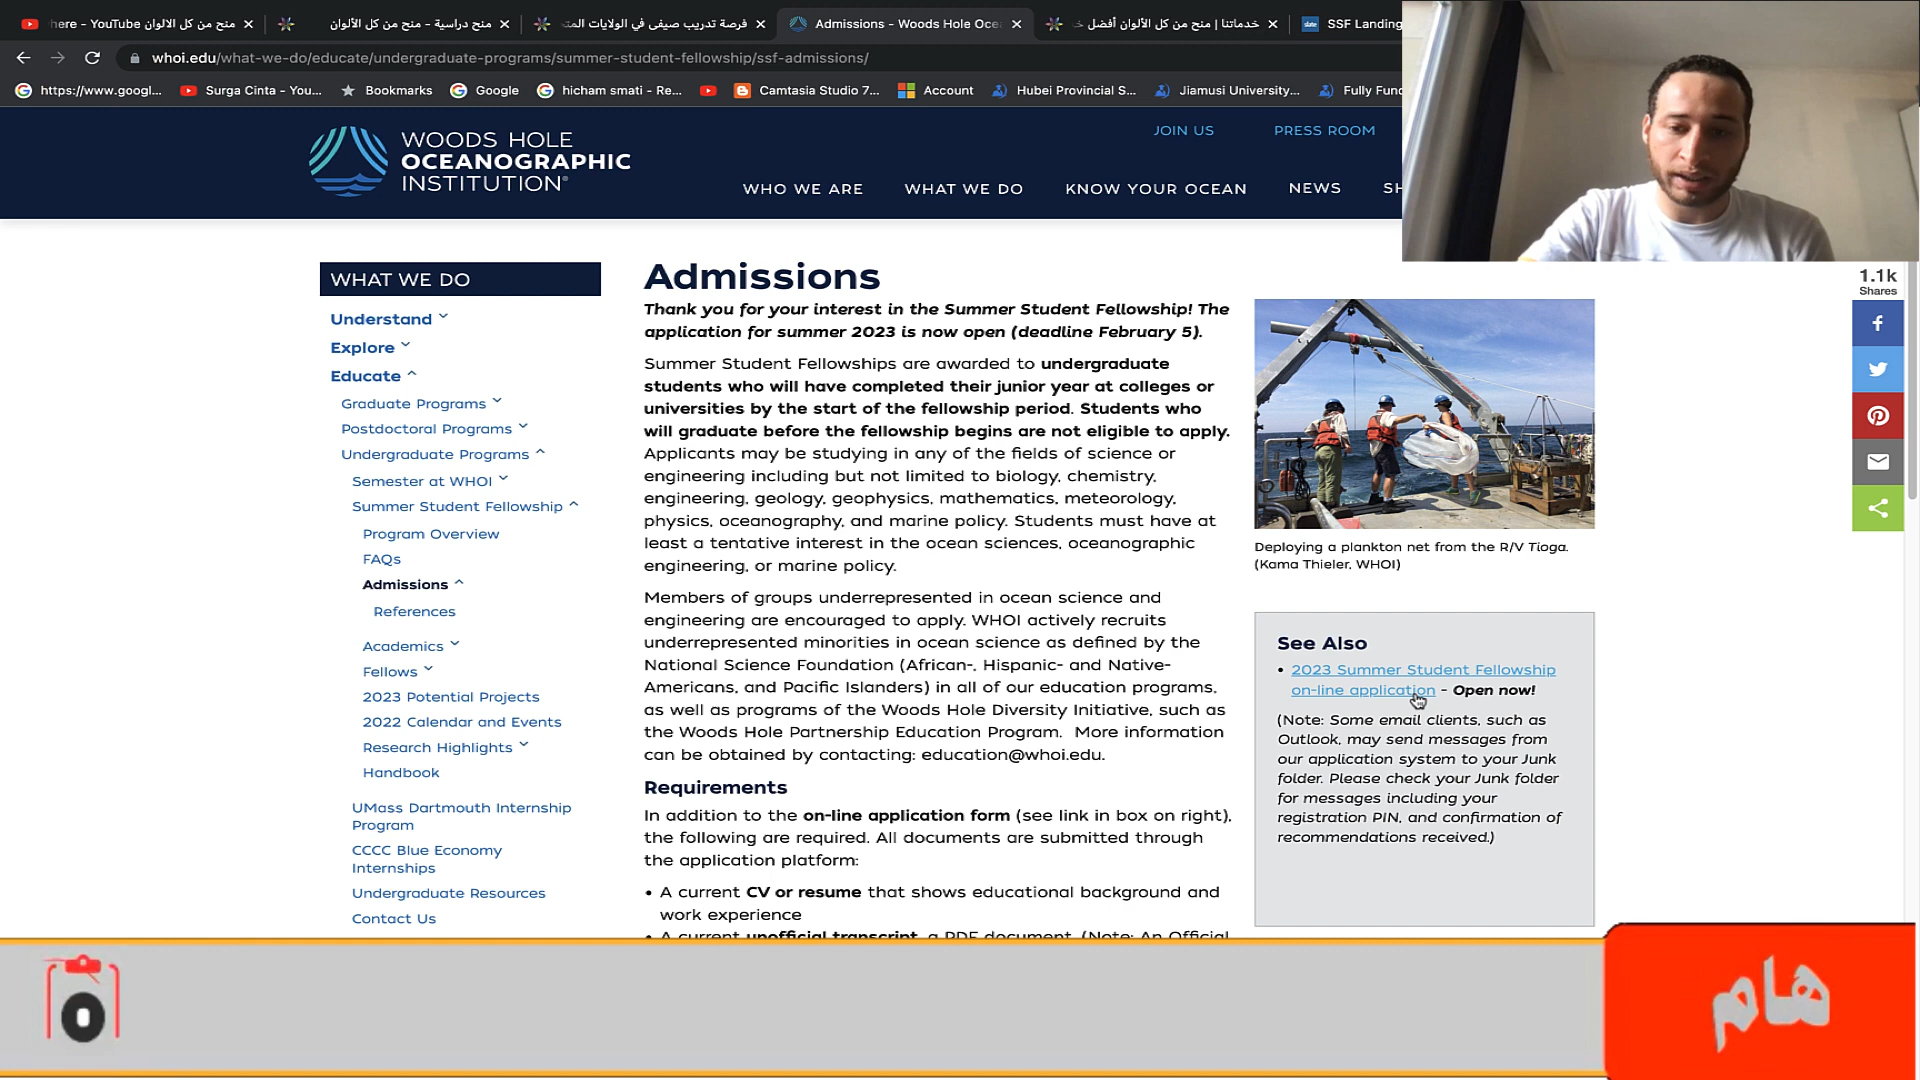 منح من كل الالوان here - YouTube
منح دراسية - منح من كل الألوان
فرصة تدريب صيفي في الولايات المت
Admissions - Woods Hole Oce
خدماتنا | منح من كل الألوان أفضل خد
SSF Landing
whoi.edu/what-we-do/educate/undergraduate-programs/summer-student-fellowship/ssf-admissions/
https://www.googl...
Surga Cinta - You...
Bookmarks
Google
hicham smati - Re...
Camtasia Studio 7...
Account
Hubei Provincial S...
Jiamusi University...
Fully Fund
WOODS HOLE
OCEANOGRAPHIC
INSTITUTION®
JOIN US
PRESS ROOM
WHO WE ARE
WHAT WE DO
KNOW YOUR OCEAN
NEWS
SH
WHAT WE DO
Understand
Explore
Educate
Graduate Programs
Postdoctoral Programs
Undergraduate Programs
Semester at WHOI
Summer Student Fellowship
Program Overview
FAQs
Admissions
References
Academics
Fellows
2023 Potential Projects
2022 Calendar and Events
Research Highlights
Handbook
UMass Dartmouth Internship
Program
CCCC Blue Economy
Internships
Undergraduate Resources
Contact Us
Admissions
Thank you for your interest in the Summer Student Fellowship! The
application for summer 2023 is now open (deadline February 5).
Summer Student Fellowships are awarded to undergraduate
students who will have completed their junior year at colleges or
universities by the start of the fellowship period. Students who
will graduate before the fellowship begins are not eligible to apply.
Applicants may be studying in any of the fields of science or
engineering including but not limited to biology, chemistry,
engineering, geology, geophysics, mathematics, meteorology,
physics, oceanography, and marine policy. Students must have at
least a tentative interest in the ocean sciences, oceanographic
engineering, or marine policy.
Members of groups underrepresented in ocean science and
engineering are encouraged to apply. WHOI actively recruits
underrepresented minorities in ocean science as defined by the
National Science Foundation (African-, Hispanic- and Native-
Americans, and Pacific Islanders) in all of our education programs,
as well as programs of the Woods Hole Diversity Initiative, such as
the Woods Hole Partnership Education Program. More information
can be obtained by contacting: education@whoi.edu.
Requirements
In addition to the on-line application form (see link in box on right),
the following are required. All documents are submitted through
the application platform:
• A current CV or resume that shows educational background and
work experience
• A current unofficial transcript, a PDF document. (Note: An Official
Deploying a plankton net from the R/V Tioga.
(Kama Thieler, WHOI)
See Also
• 2023 Summer Student Fellowship
on-line application - Open now!
(Note: Some email clients, such as
Outlook, may send messages from
our application system to your Junk
folder. Please check your Junk folder
for messages including your
registration PIN, and confirmation of
recommendations received.)
1.1k
Shares
هام